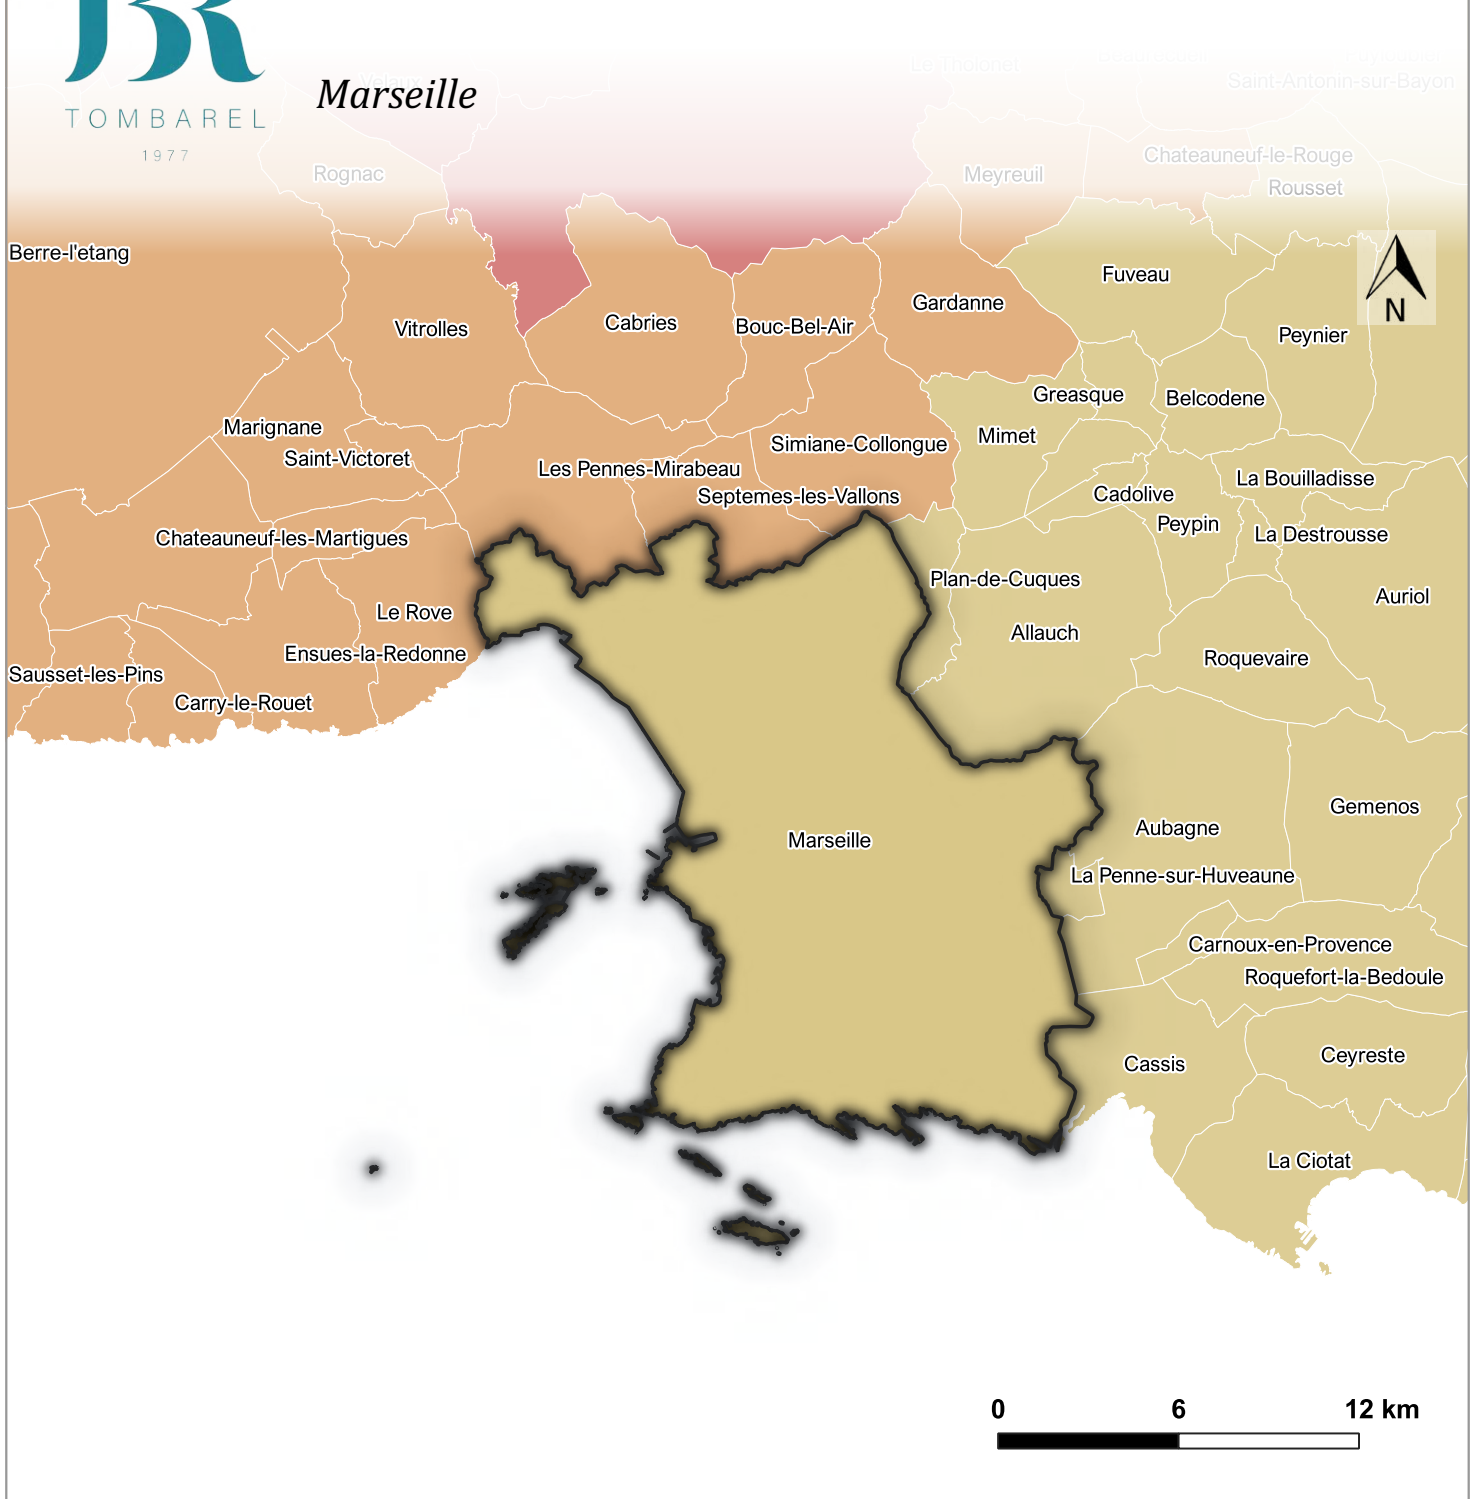 TOMBAREL
1977
Marseille
Velaux
Le Tholonet
Saint-Antonin-sur-Bayon
Rognac
Meyreuil
Chateauneuf-le-Rouge
Rousset
Berre-l'etang
Fuveau
N
Vitrolles
Cabries
Bouc-Bel-Air
Gardanne
Peynier
Greasque
Belcodene
Marignane
Saint-Victoret
Simiane-Collongue
Mimet
Les Pennes-Mirabeau
La Bouilladisse
Septemes-les-Vallons
Cadolive
Peypin
La Destrousse
Chateauneuf-les-Martigues
Plan-de-Cuques
Auriol
Le Rove
Allauch
Ensues-la-Redonne
Roquevaire
Sausset-les-Pins
Carry-le-Rouet
Gemenos
Aubagne
Marseille
La Penne-sur-Huveaune
Carnoux-en-Provence
Roquefort-la-Bedoule
Cassis
Ceyreste
La Ciotat
0 6 12 km